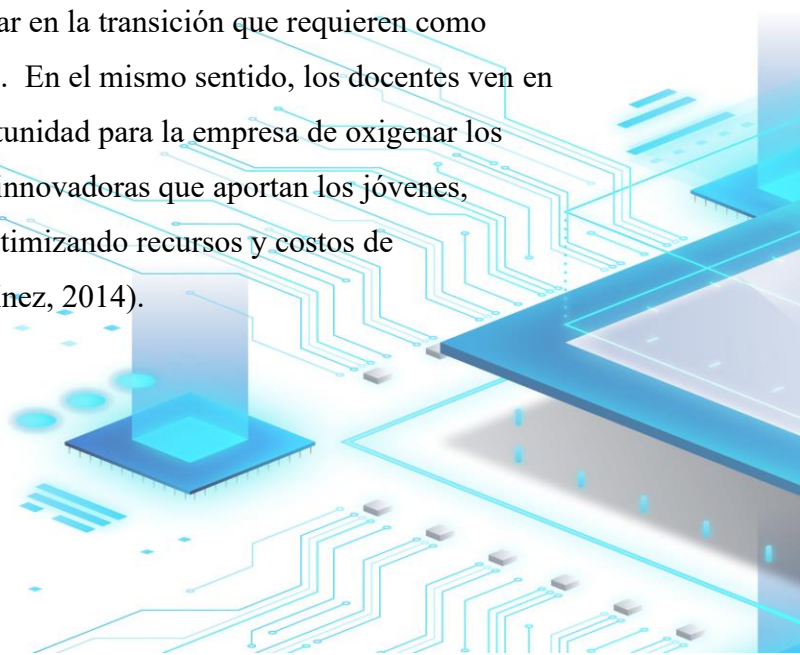 ar en la transición que requieren como
. En el mismo sentido, los docentes ven en
tunidad para la empresa de oxigenar los
innovadoras que aportan los jóvenes,
timizando recursos y costos de
nez, 2014).